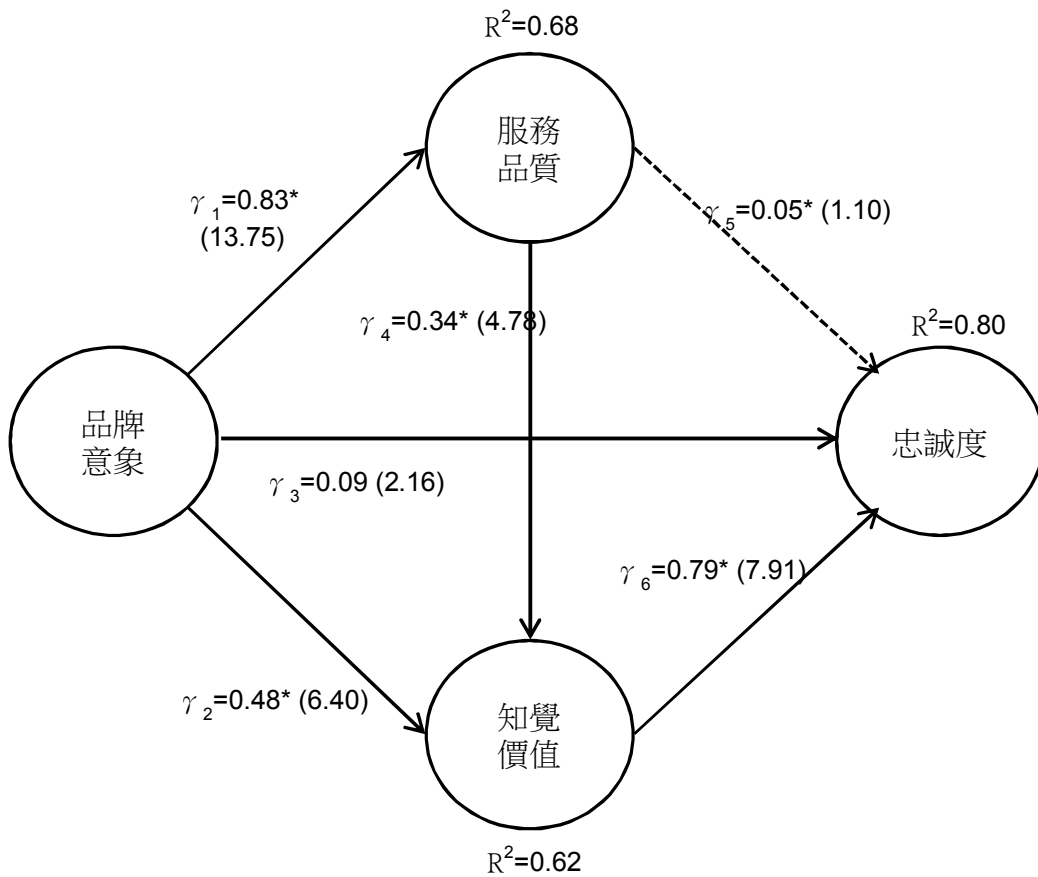 R²=0.68
服務
品質
γ₁=0.83*
(13.75)
γ₅=0.05* (1.10)
γ₄=0.34* (4.78)
R²=0.80
品牌
意象
忠誠度
γ₃=0.09 (2.16)
γ₆=0.79* (7.91)
γ₂=0.48* (6.40)
知覺
價值
R²=0.62